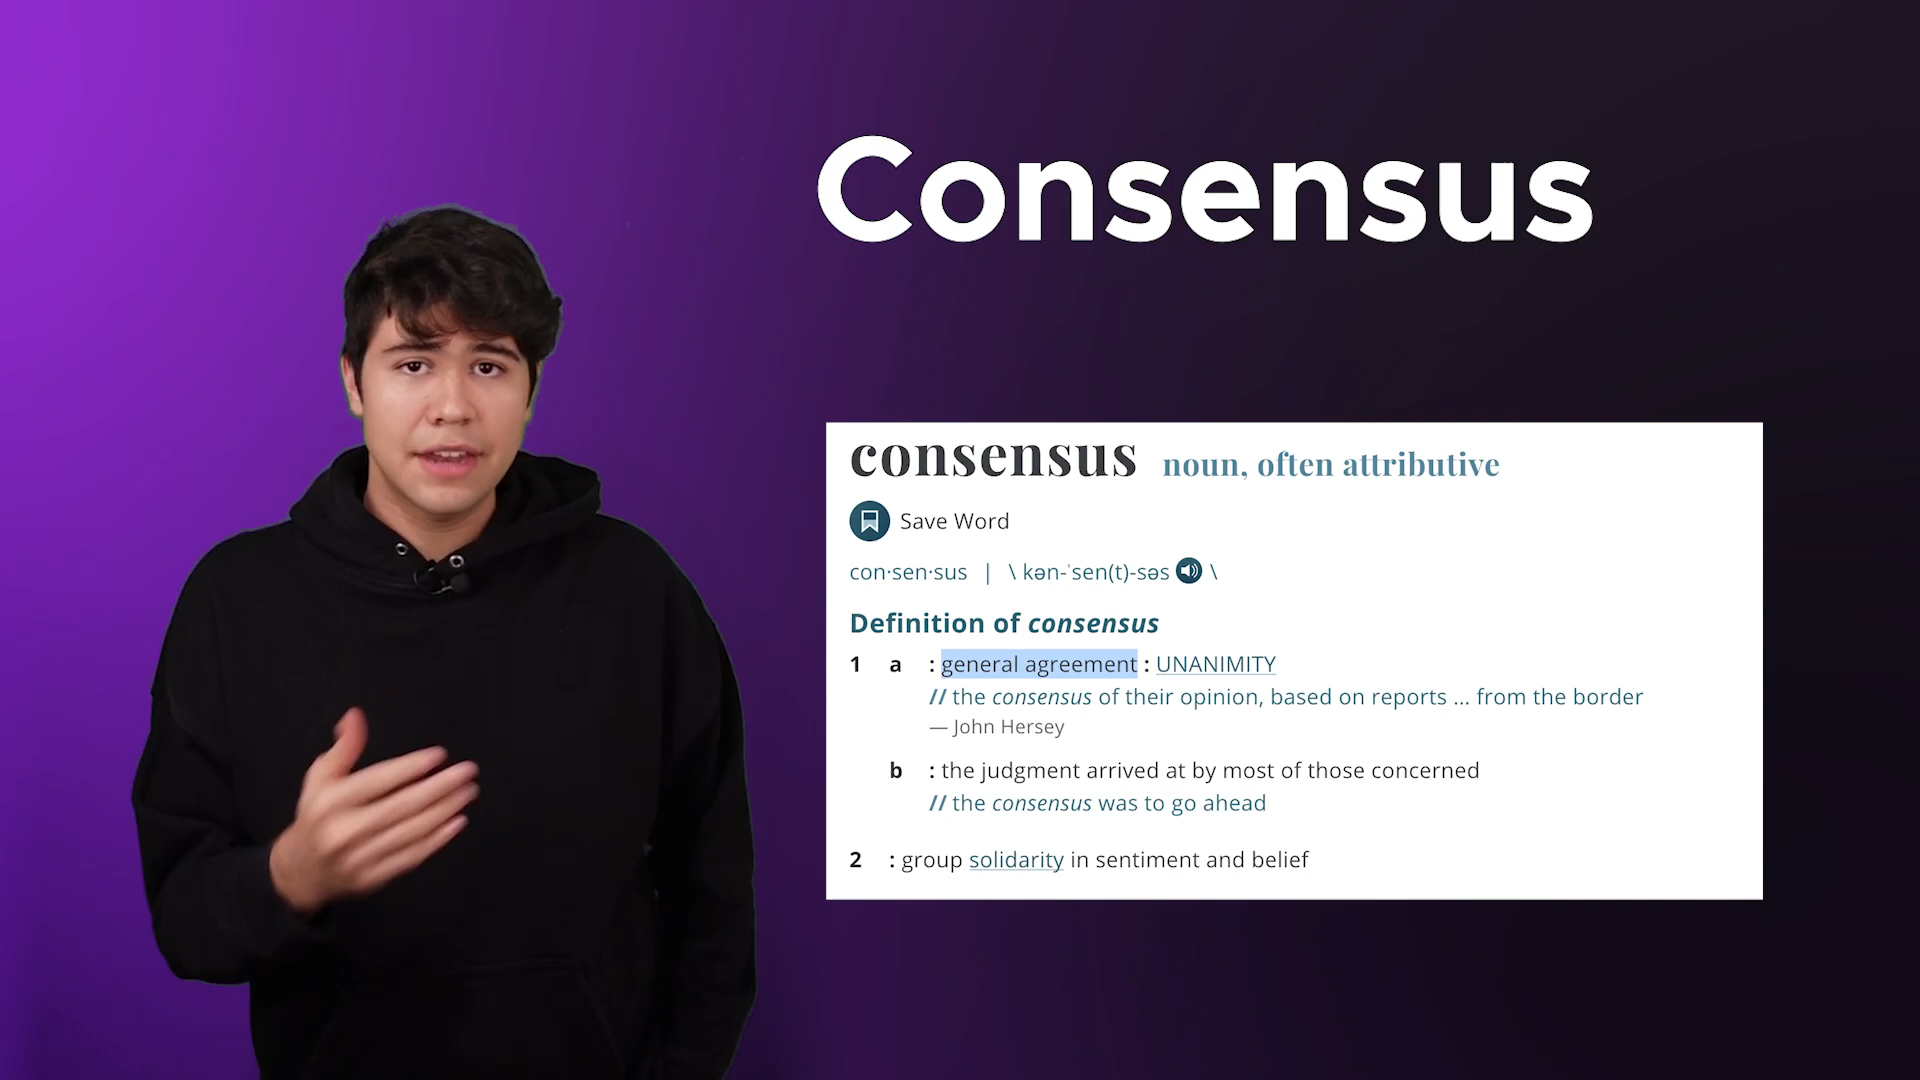 Consensus
consensus noun, often attributive
Save Word
con·sen·sus | \ kən-ˈsen(t)-səs \
Definition of consensus
1 a : general agreement : UNANIMITY
// the consensus of their opinion, based on reports ... from the border
— John Hersey
b : the judgment arrived at by most of those concerned
// the consensus was to go ahead
2 : group solidarity in sentiment and belief